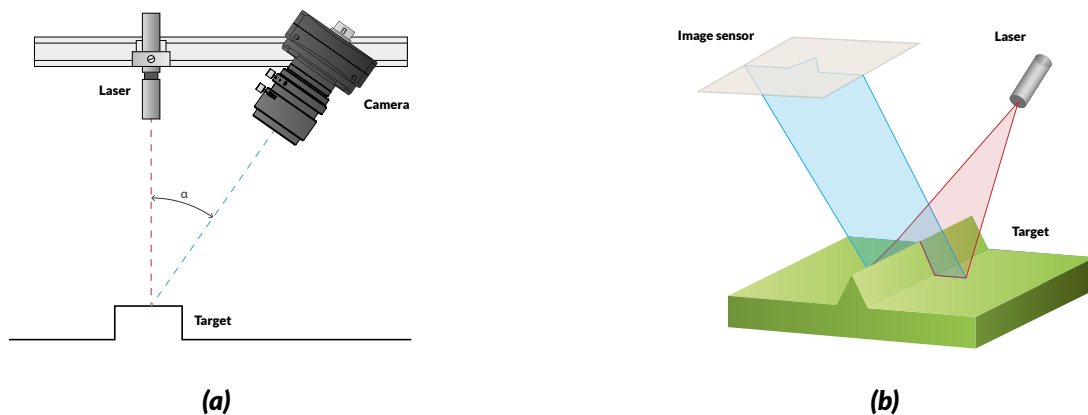 Laser
Camera
α
Target
(a)
Image sensor
Laser
Target
(b)